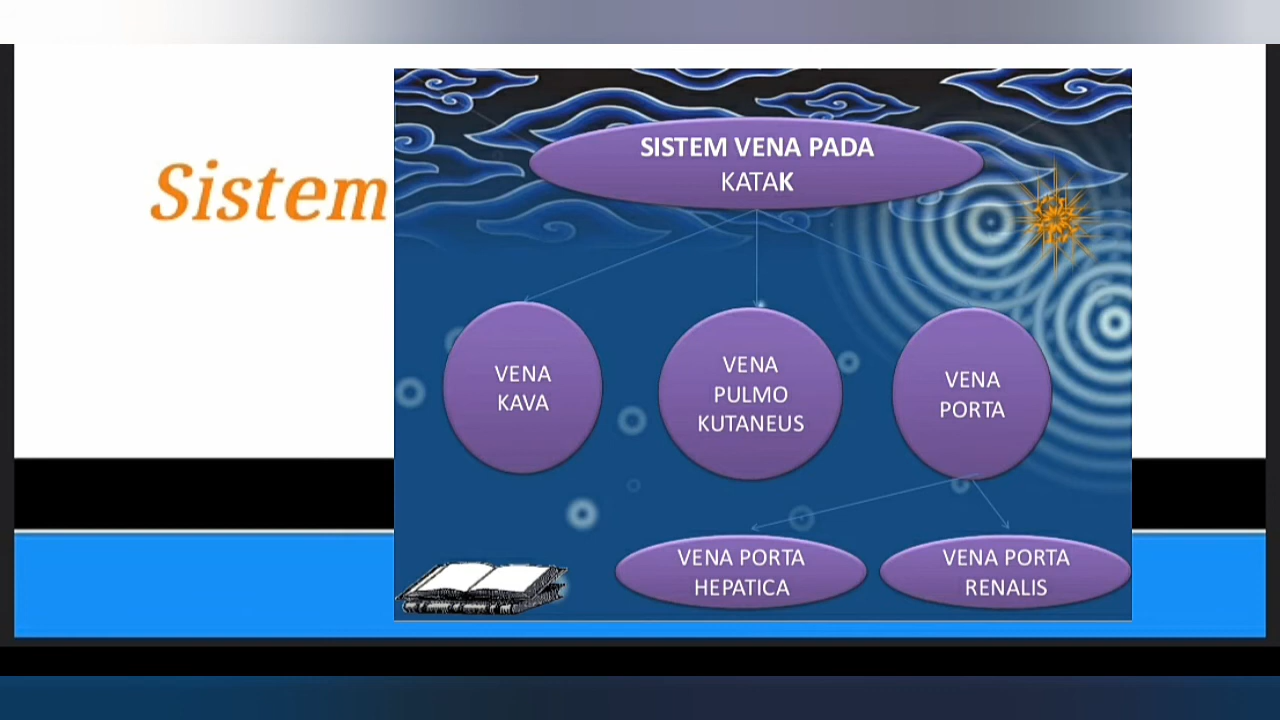 Sistem
SISTEM VENA PADA
KATAK
VENA
KAVA
VENA
PULMO
KUTANEUS
VENA
PORTA
VENA PORTA
HEPATICA
VENA PORTA
RENALIS